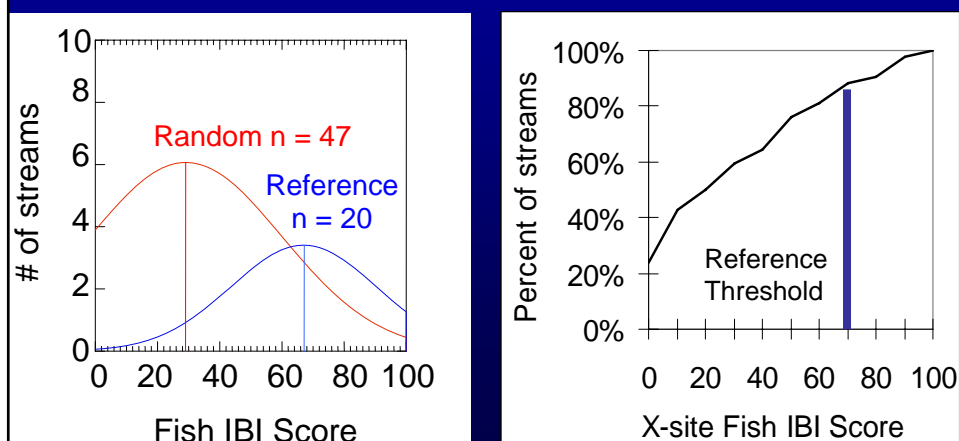 10
8
6
4
2
0
# of streams
Random n = 47
Reference
n = 20
0 20 40 60 80 100
Fish IBI Score
100%
80%
60%
40%
20%
0%
Percent of streams
Reference
Threshold
0 20 40 60 80 100
X-site Fish IBI Score